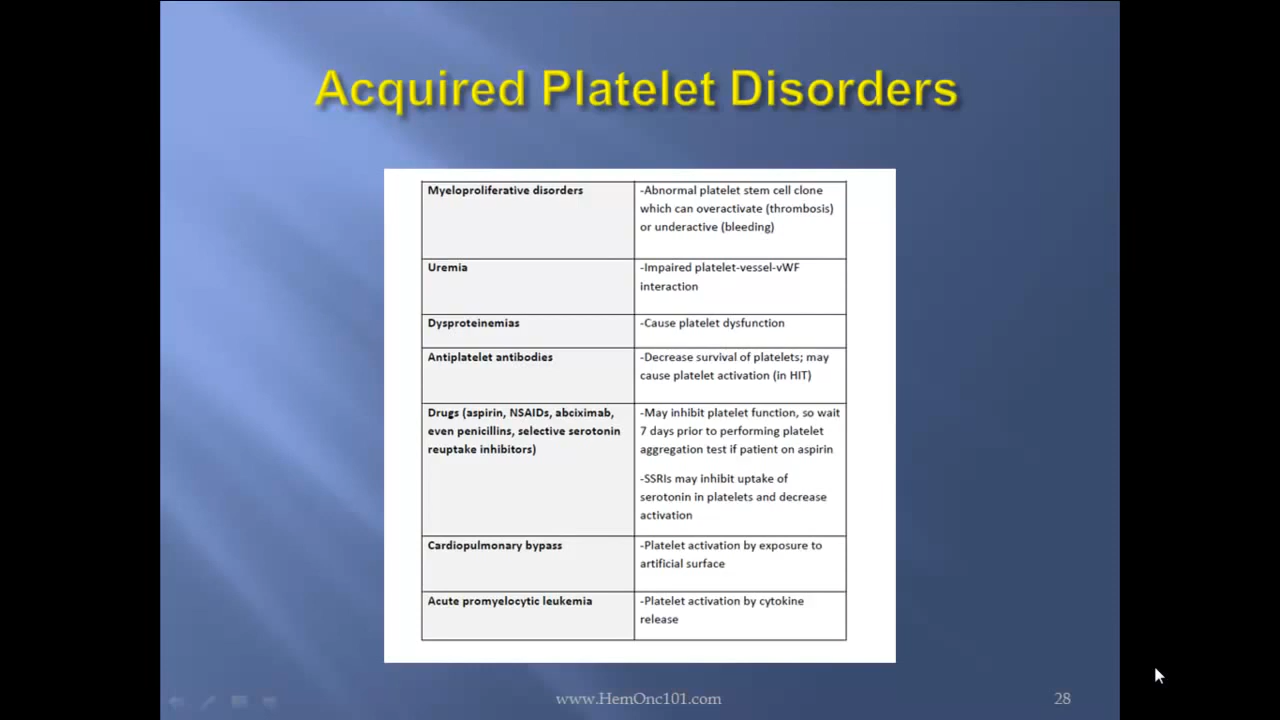 Acquired Platelet Disorders
Myeloproliferative disorders
-Abnormal platelet stem cell clone
which can overactivate (thrombosis)
or underactive (bleeding)
Uremia
-Impaired platelet-vessel-vWF
interaction
Dysproteinemias
-Cause platelet dysfunction
Antiplatelet antibodies
-Decrease survival of platelets; may
cause platelet activation (in HIT)
Drugs (aspirin, NSAIDs, abciximab,
even penicillins, selective serotonin
reuptake inhibitors)
-May inhibit platelet function, so wait
7 days prior to performing platelet
aggregation test if patient on aspirin
-SSRIs may inhibit uptake of
serotonin in platelets and decrease
activation
Cardiopulmonary bypass
-Platelet activation by exposure to
artificial surface
Acute promyelocytic leukemia
-Platelet activation by cytokine
release
www.HemOnc101.com
28